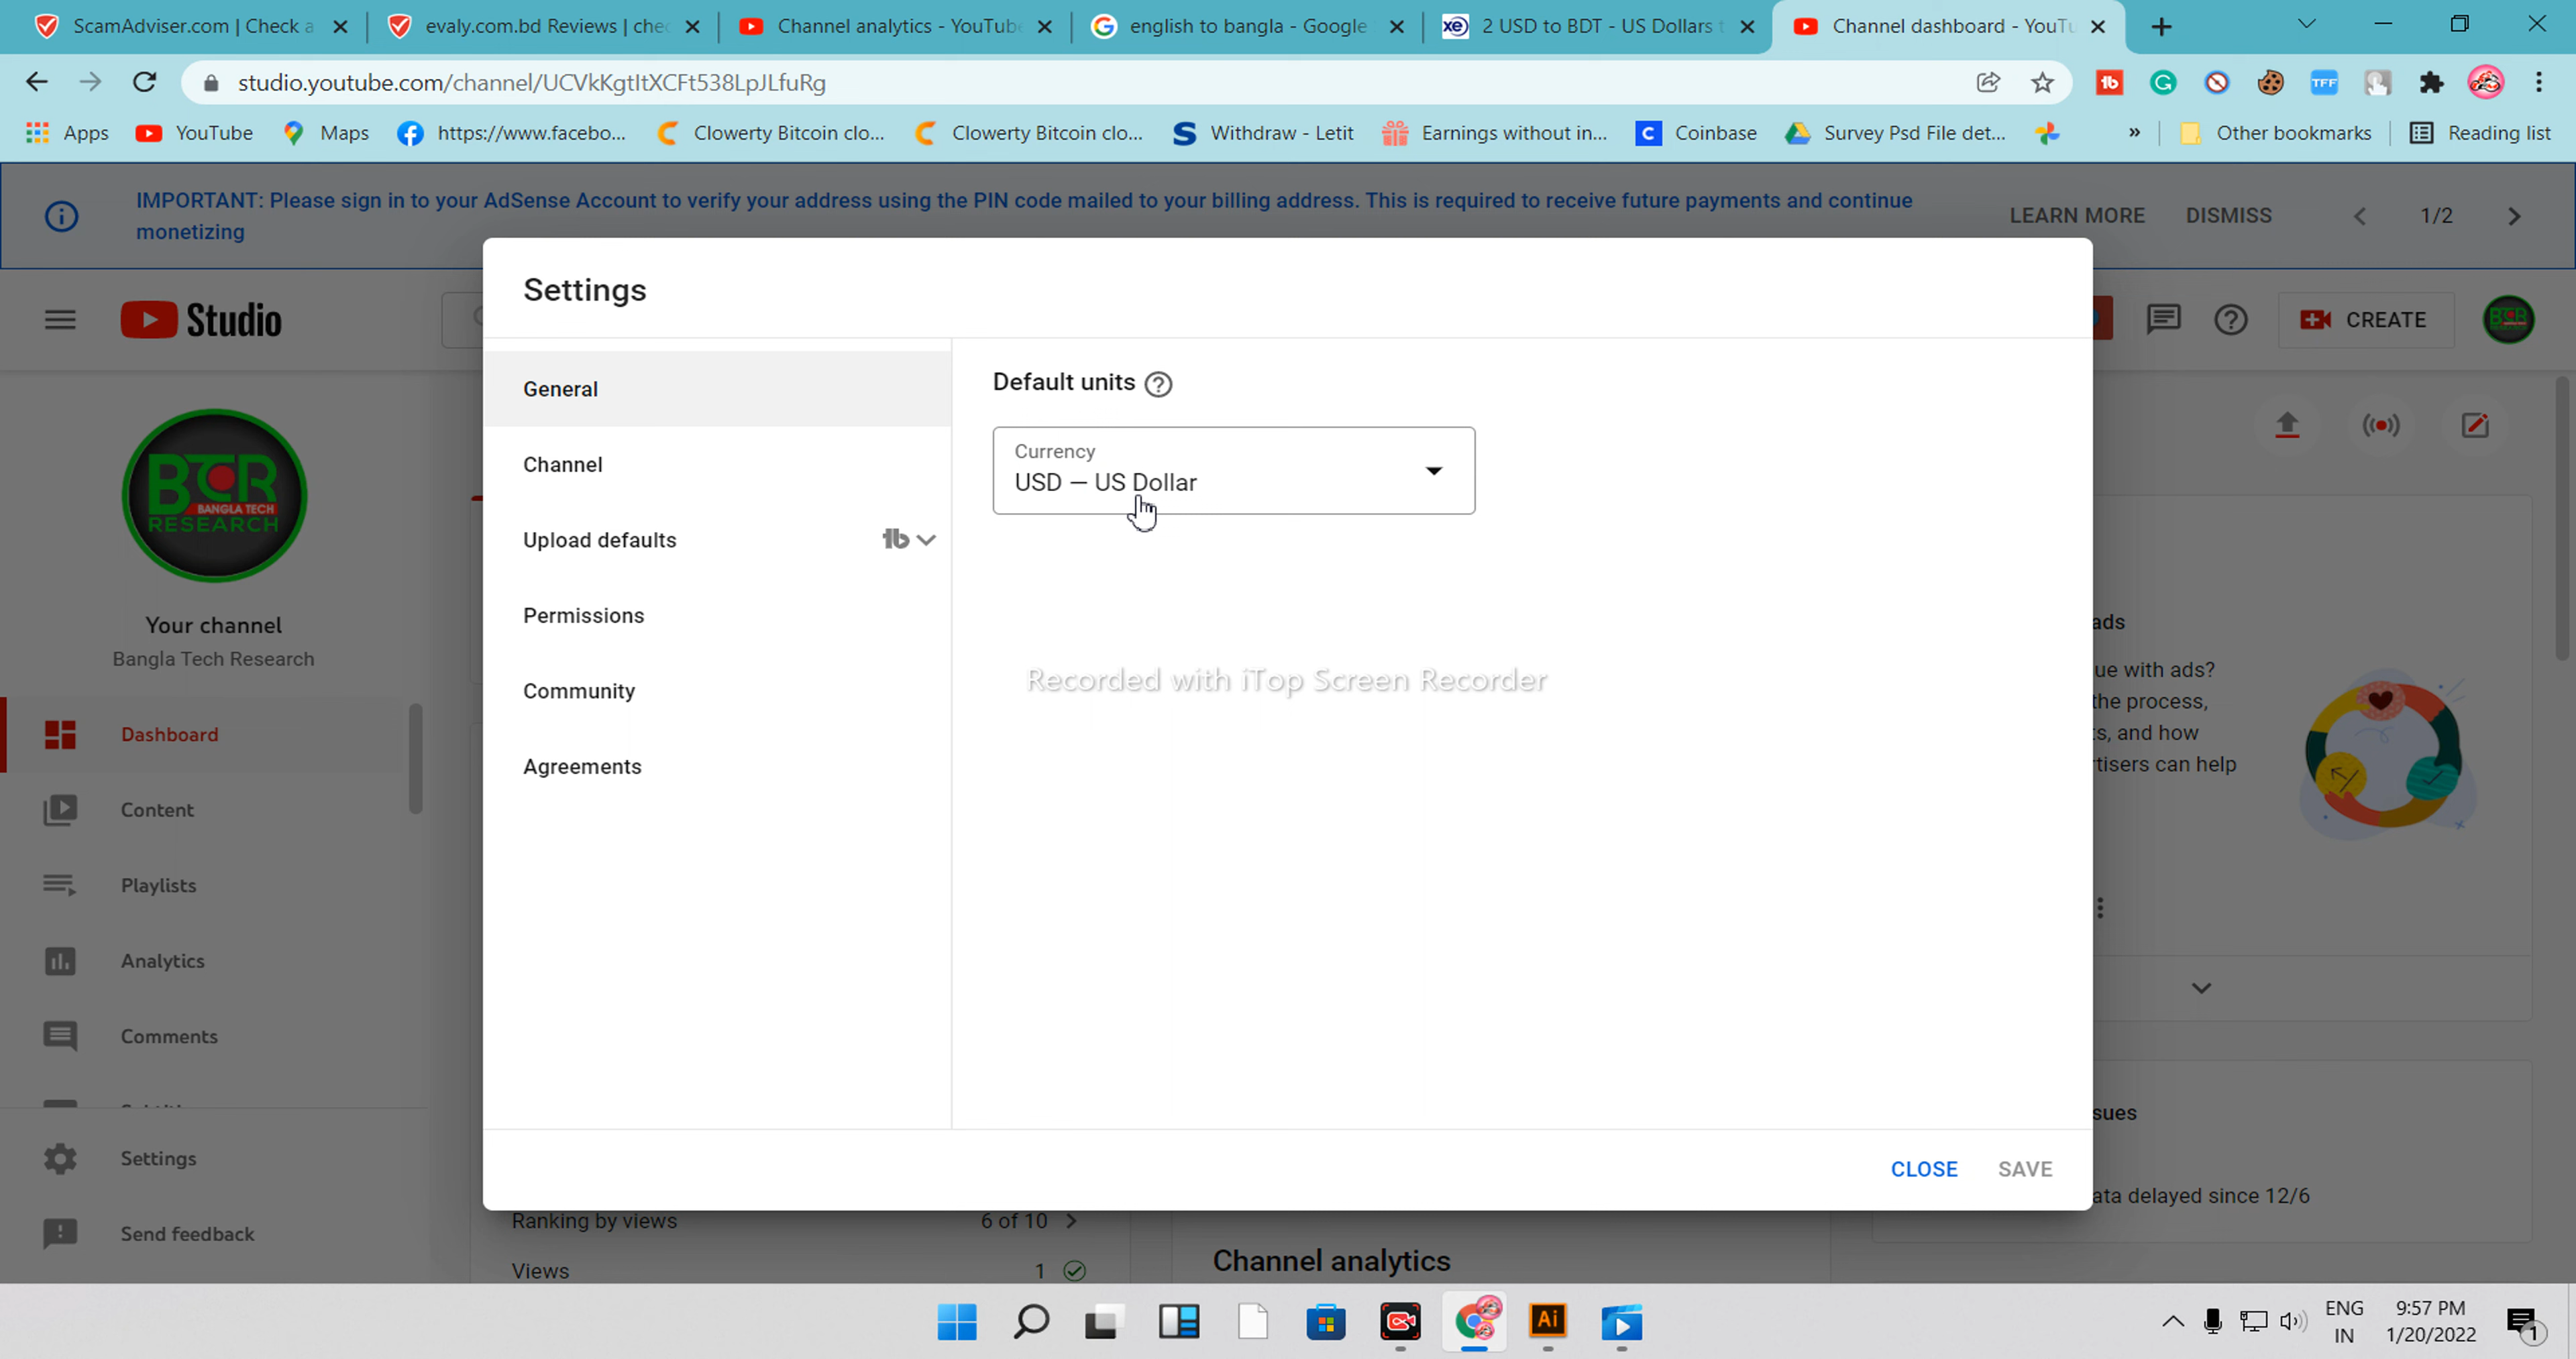 ScamAdviser.com | Check a
evaly.com.bd Reviews | chec
Channel analytics - YouTube
english to bangla - Google
2 USD to BDT - US Dollars t
Channel dashboard - YouTu
studio.youtube.com/channel/UCVkKgtItXCFt538LpJLfuRg
Apps
YouTube
Maps
https://www.facebo...
Clowerty Bitcoin clo...
Clowerty Bitcoin clo...
Withdraw - Letit
Earnings without in...
Coinbase
Survey Psd File det...
Other bookmarks
Reading list
IMPORTANT: Please sign in to your AdSense Account to verify your address using the PIN code mailed to your billing address. This is required to receive future payments and continue
monetizing
LEARN MORE
DISMISS
1/2
Studio
CREATE
BTR
BANGLA TECH
RESEARCH
Your channel
Bangla Tech Research
Dashboard
Content
Playlists
Analytics
Comments
Settings
Send feedback
Settings
General
Channel
Upload defaults
Permissions
Community
Agreements
Default units
Currency
USD — US Dollar
Recorded with iTop Screen Recorder
CLOSE
SAVE
ads
ue with ads?
the process,
ts, and how
rtisers can help
sues
ata delayed since 12/6
Ranking by views
6 of 10
Views
1
Channel analytics
Ai
ENG
IN
9:57 PM
1/20/2022
1